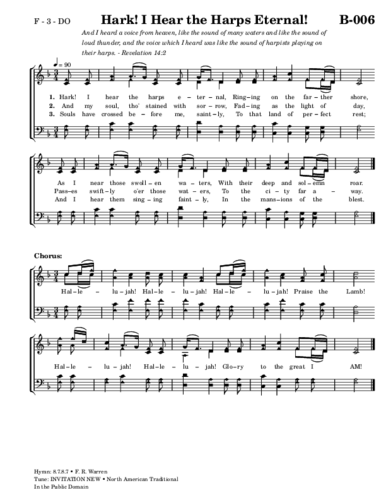 F - 3 - DO
Hark! I Hear the Harps Eternal!
B-006
And I heard a voice from heaven, like the sound of many waters and like the sound of
loud thunder, and the voice which I heard was like the sound of harpists playing on
their harps. - Revelation 14:2
♩ = 90
1. Hark! I hear the harps e - ter - nal, Ring - ing on the far - ther shore,
2. And my soul, tho' stained with sor - row, Fad - ing as the light of day,
3. Souls have crossed be - fore me, saint - ly, To that land of per - fect rest;
As I near those swoll - en wa - ters, With their deep and sol - emn roar.
Pass - es swift - ly o'er those wat - ers, To the ci - ty far a - way.
And I hear them sing - ing faint - ly, In the man - sions of the blest.
Chorus:
Hal - le - lu - jah! Hal - le - lu - jah! Hal - le - lu - jah! Praise the Lamb!
Hal - le - lu - jah! Hal - le - lu - jah! Glo - ry to the great I AM!
Hymn: 8.7.8.7 • F. R. Warren
Tune: INVITATION NEW • North American Traditional
In the Public Domain